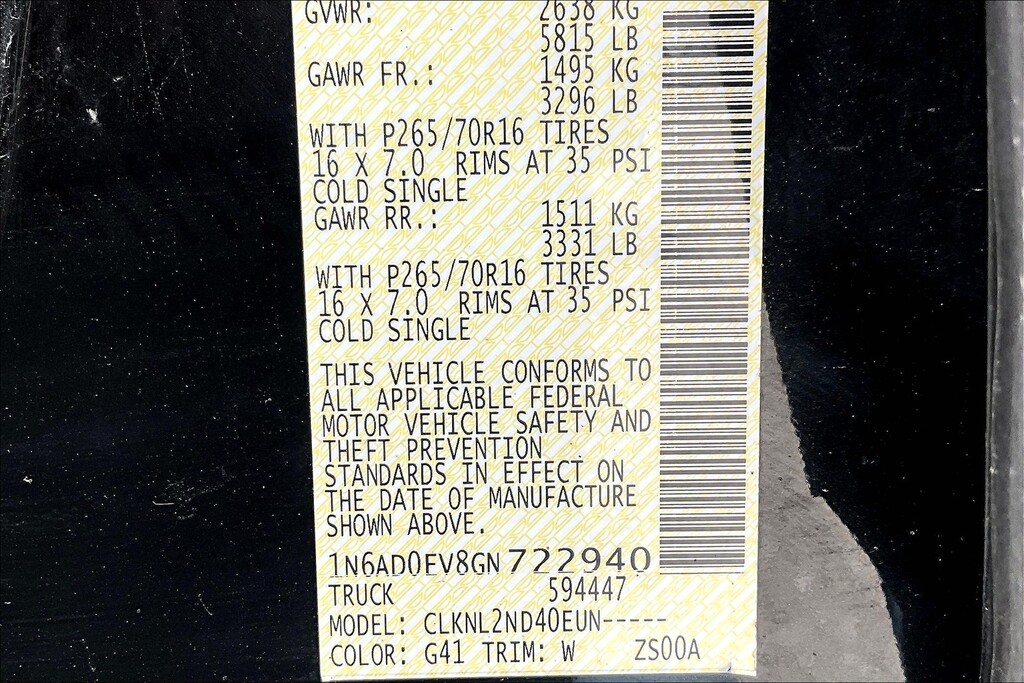 GVWR: 2638 KG
5815 LB
GAWR FR.: 1495 KG
3296 LB
WITH P265/70R16 TIRES
16 X 7.0 RIMS AT 35 PSI
COLD SINGLE
GAWR RR.: 1511 KG
3331 LB
WITH P265/70R16 TIRES
16 X 7.0 RIMS AT 35 PSI
COLD SINGLE
THIS VEHICLE CONFORMS TO
ALL APPLICABLE FEDERAL
MOTOR VEHICLE SAFETY AND
THEFT PREVENTION
STANDARDS IN EFFECT ON
THE DATE OF MANUFACTURE
SHOWN ABOVE.
1N6AD0EV8GN722940
TRUCK 594447
MODEL: CLKNL2ND40EUN-----
COLOR: G41 TRIM: W ZS00A